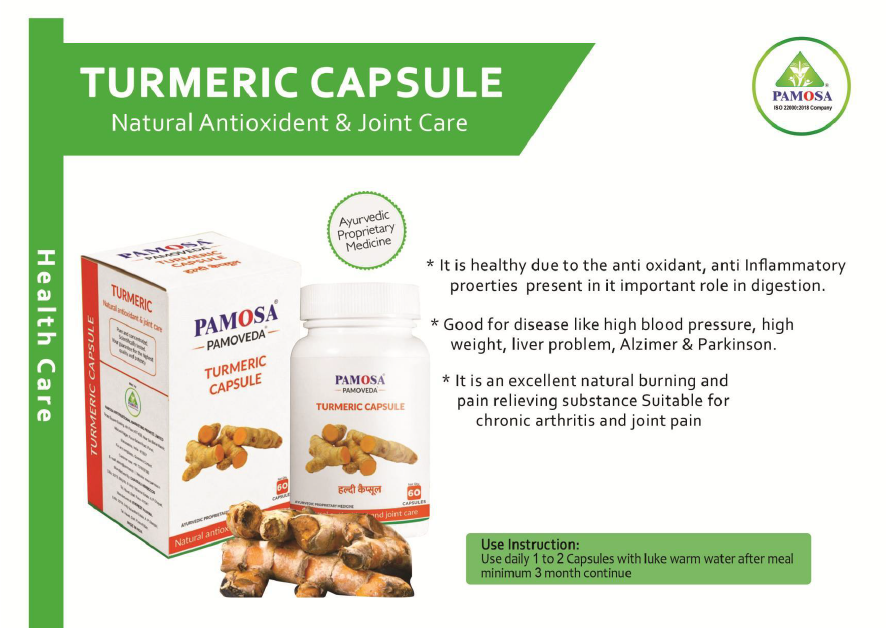 TURMERIC CAPSULE
Natural Antioxident & Joint Care
PAMOSA
ISO 22000:2018 Company
Health Care
Ayurvedic
Proprietary
Medicine
* It is healthy due to the anti oxidant, anti Inflammatory
proerties present in it important role in digestion.
* Good for disease like high blood pressure, high
weight, liver problem, Alzimer & Parkinson.
* It is an excellent natural burning and
pain relieving substance Suitable for
chronic arthritis and joint pain
PAMOSA
PAMOVEDA
TURMERIC
CAPSULE
हल्दी कैप्सूल
TURMERIC
Natural antioxidant & joint care
TURMERIC CAPSULE
PAMOSA®
PAMOVEDA
TURMERIC
CAPSULE
60
CAPSULES
AYURVEDIC PROPRIETARY
Natural antiox
PAMOSA
PAMOVEDA
TURMERIC CAPSULE
हल्दी कैप्सूल
60
CAPSULES
AYURVEDIC PROPRIETARY MEDICINE
and joint care
Use Instruction:
Use daily 1 to 2 Capsules with luke warm water after meal
minimum 3 month continue